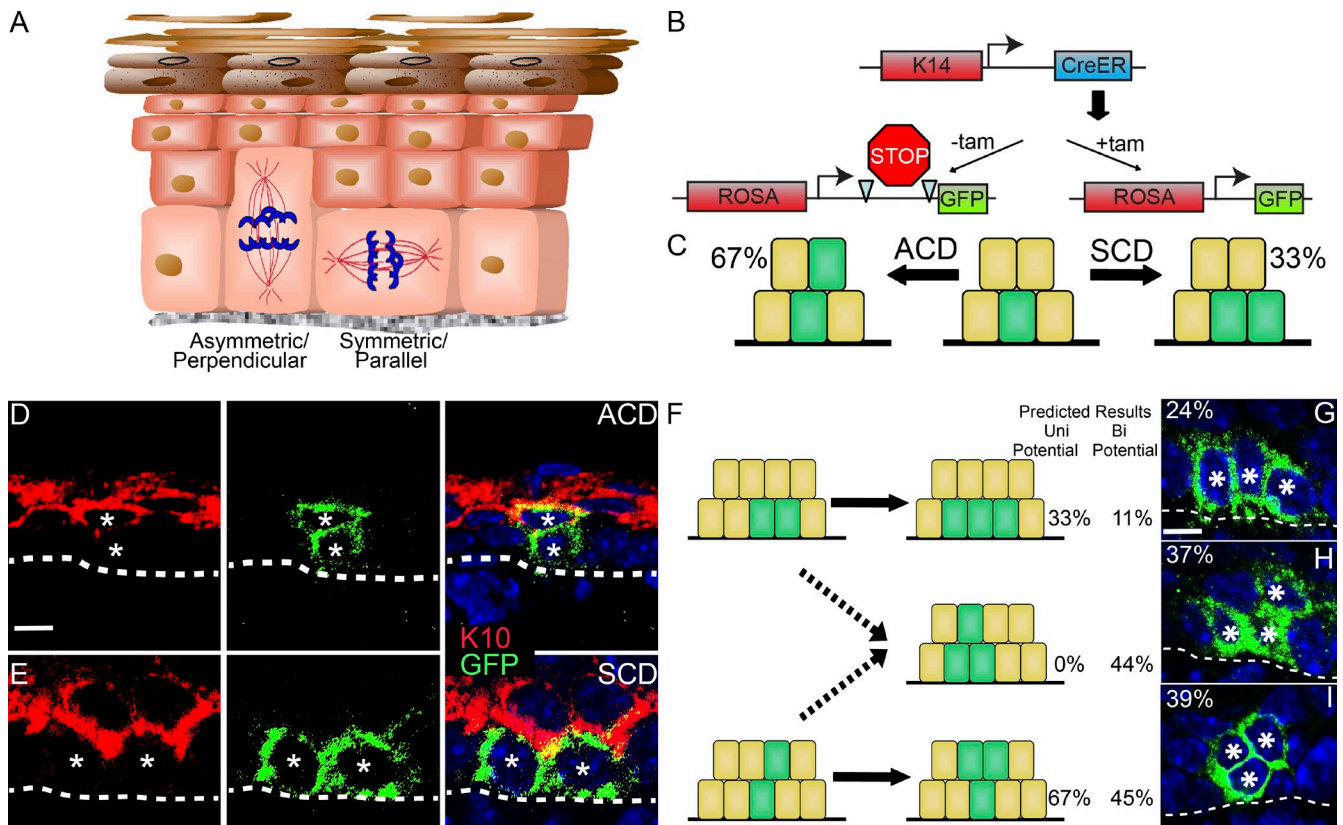 A
Asymmetric/
Perpendicular
Symmetric/
Parallel
B
K14
CreER
-tam
+tam
STOP
ROSA
GFP
ROSA
GFP
C
67%
ACD
SCD
33%
D
ACD
K10
GFP
E
SCD
F
Predicted Results
Uni Bi
Potential Potential
33% 11%
0% 44%
67% 45%
24%
G
37%
H
39%
I